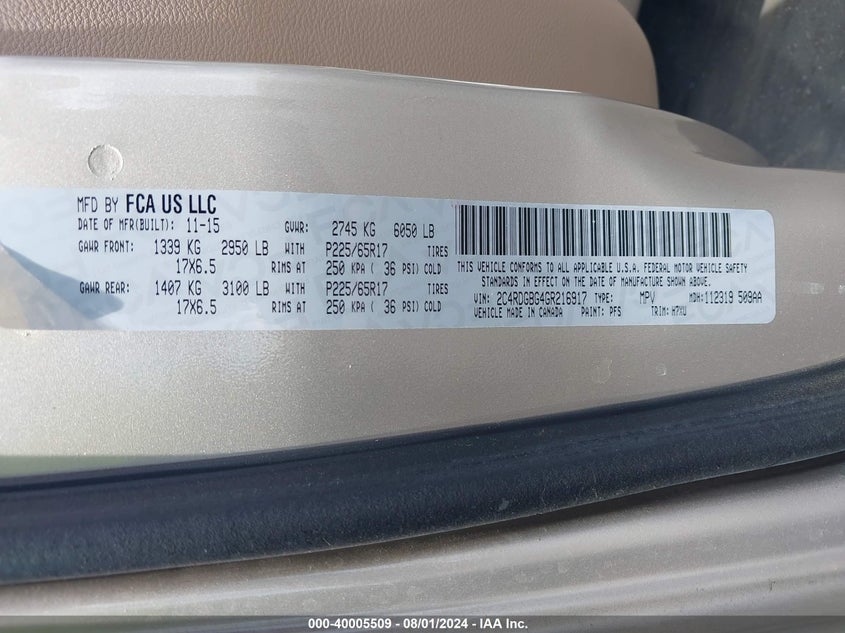 MFD BY FCA US LLC
DATE OF MFR(BUILT): 11-15 GVWR: 2745 KG 6050 LB
GAWR FRONT: 1339 KG 2950 LB WITH P225/65R17 TIRES
17X6.5 RIMS AT 250 KPA ( 36 PSI) COLD
GAWR REAR: 1407 KG 3100 LB WITH P225/65R17 TIRES
17X6.5 RIMS AT 250 KPA ( 36 PSI) COLD
THIS VEHICLE CONFORMS TO ALL APPLICABLE U.S.A. FEDERAL MOTOR VEHICLE SAFETY
STANDARDS IN EFFECT ON THE DATE OF MANUFACTURE SHOWN ABOVE.
VIN: 2C4RDGBG4GR216917 TYPE: MPV MDH: 112319 509AA
VEHICLE MADE IN CANADA PAINT: PFS TRIM: H7XU
000-40005509 - 08/01/2024 - IAA Inc.